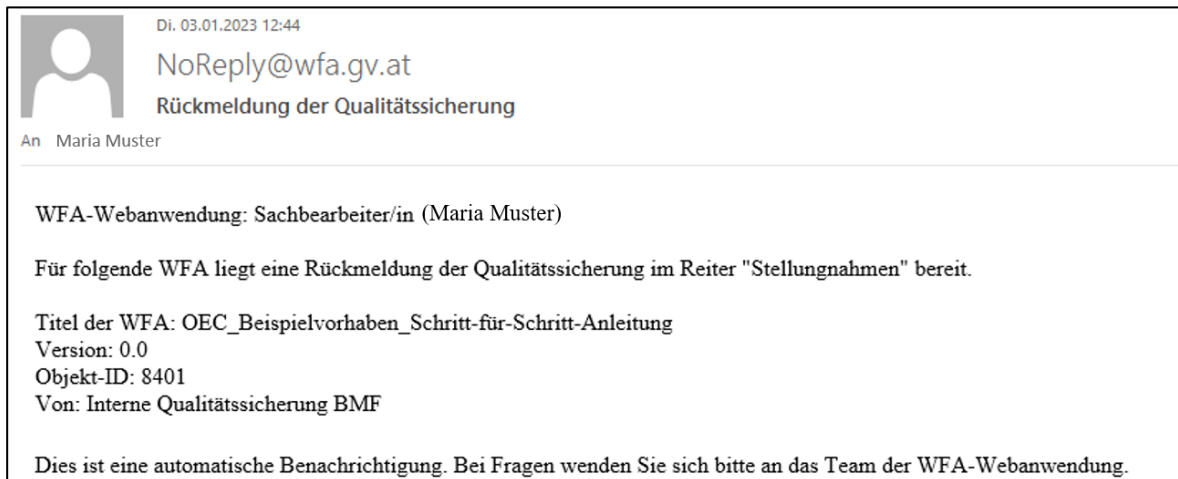 Di. 03.01.2023 12:44
NoReply@wfa.gv.at
Rückmeldung der Qualitätssicherung
An Maria Muster
WFA-Webanwendung: Sachbearbeiter/in (Maria Muster)
Für folgende WFA liegt eine Rückmeldung der Qualitätssicherung im Reiter "Stellungnahmen" bereit.
Titel der WFA: OEC_Beispielvorhaben_Schritt-für-Schritt-Anleitung
Version: 0.0
Objekt-ID: 8401
Von: Interne Qualitätssicherung BMF
Dies ist eine automatische Benachrichtigung. Bei Fragen wenden Sie sich bitte an das Team der WFA-Webanwendung.